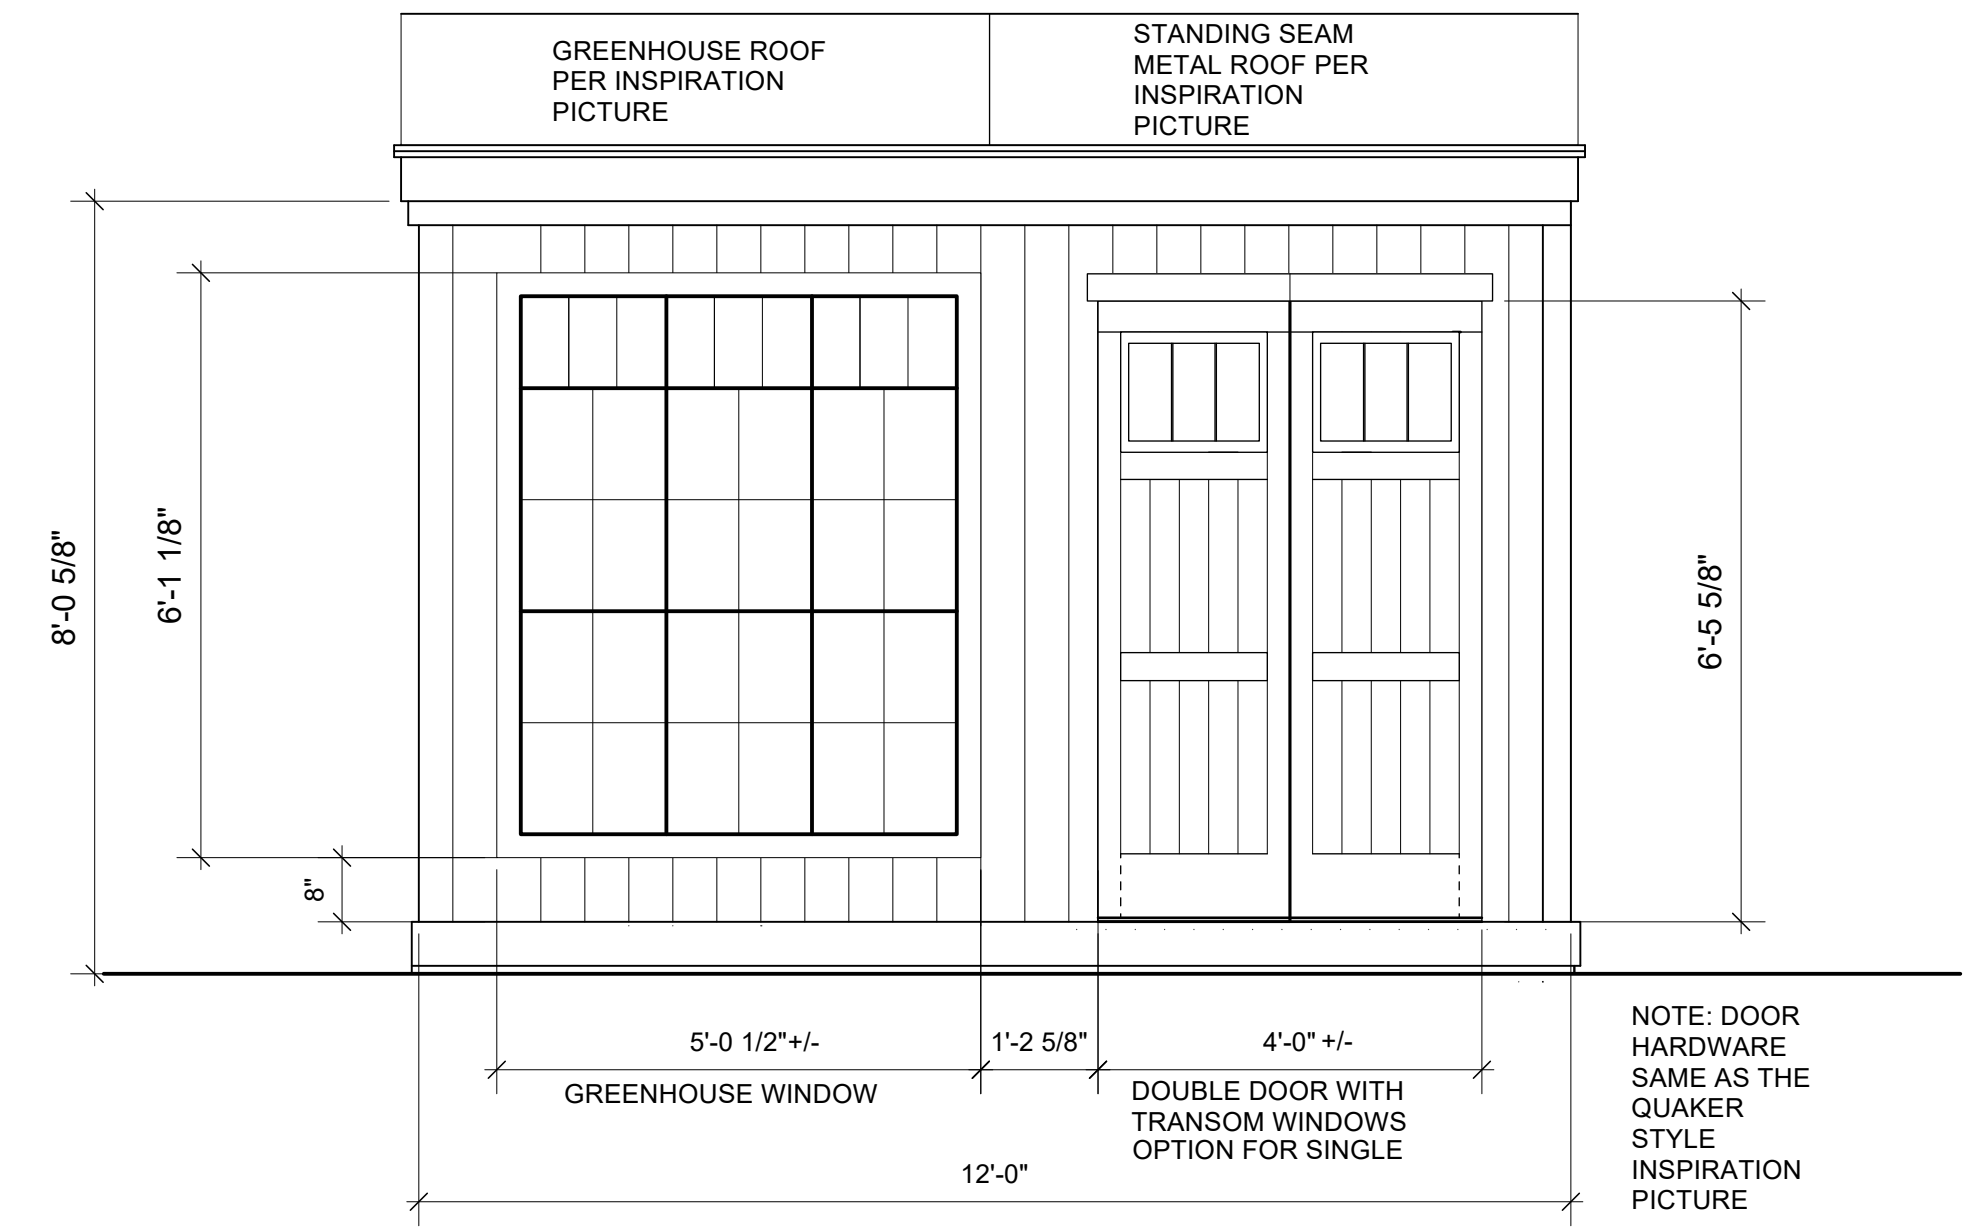 GREENHOUSE ROOF
PER INSPIRATION
PICTURE
STANDING SEAM
METAL ROOF PER
INSPIRATION
PICTURE
8'-0 5/8"
6'-1 1/8"
8"
6'-5 5/8"
5'-0 1/2"+/-
1'-2 5/8"
4'-0" +/-
GREENHOUSE WINDOW
DOUBLE DOOR WITH
TRANSOM WINDOWS
OPTION FOR SINGLE
12'-0"
NOTE: DOOR
HARDWARE
SAME AS THE
QUAKER
STYLE
INSPIRATION
PICTURE